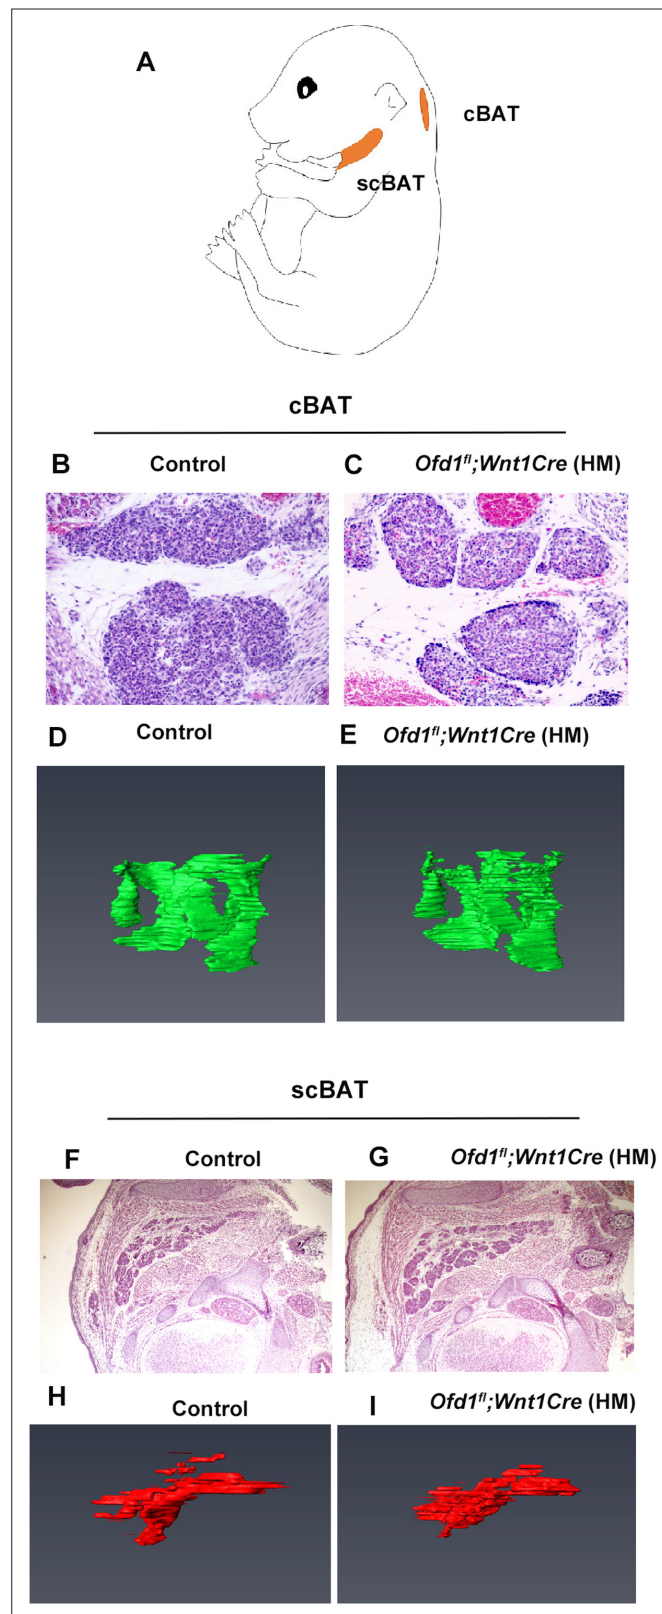 A
cBAT
scBAT
cBAT
B Control C Ofd1fl;Wnt1Cre (HM)
D Control E Ofd1fl;Wnt1Cre (HM)
scBAT
F Control G Ofd1fl;Wnt1Cre (HM)
H Control I Ofd1fl;Wnt1Cre (HM)